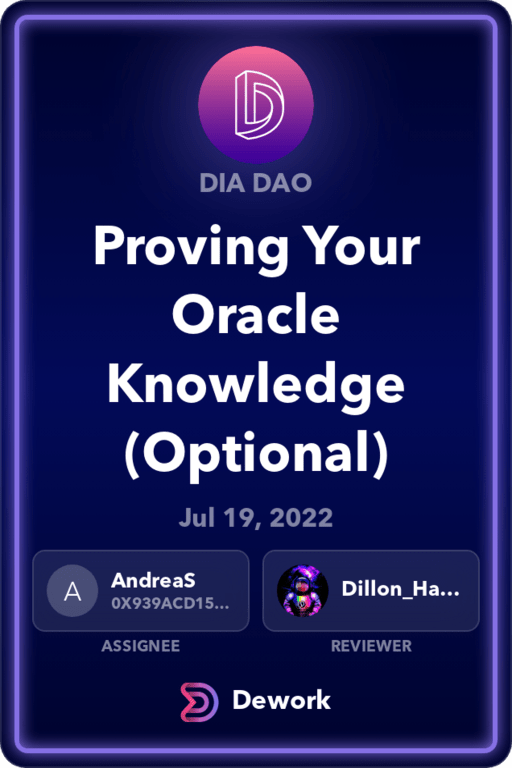 DIA DAO
Proving Your
Oracle
Knowledge
(Optional)
Jul 19, 2022
A
AndreaS
0X939ACD15...
Dillon_Ha...
ASSIGNEE
REVIEWER
Dework